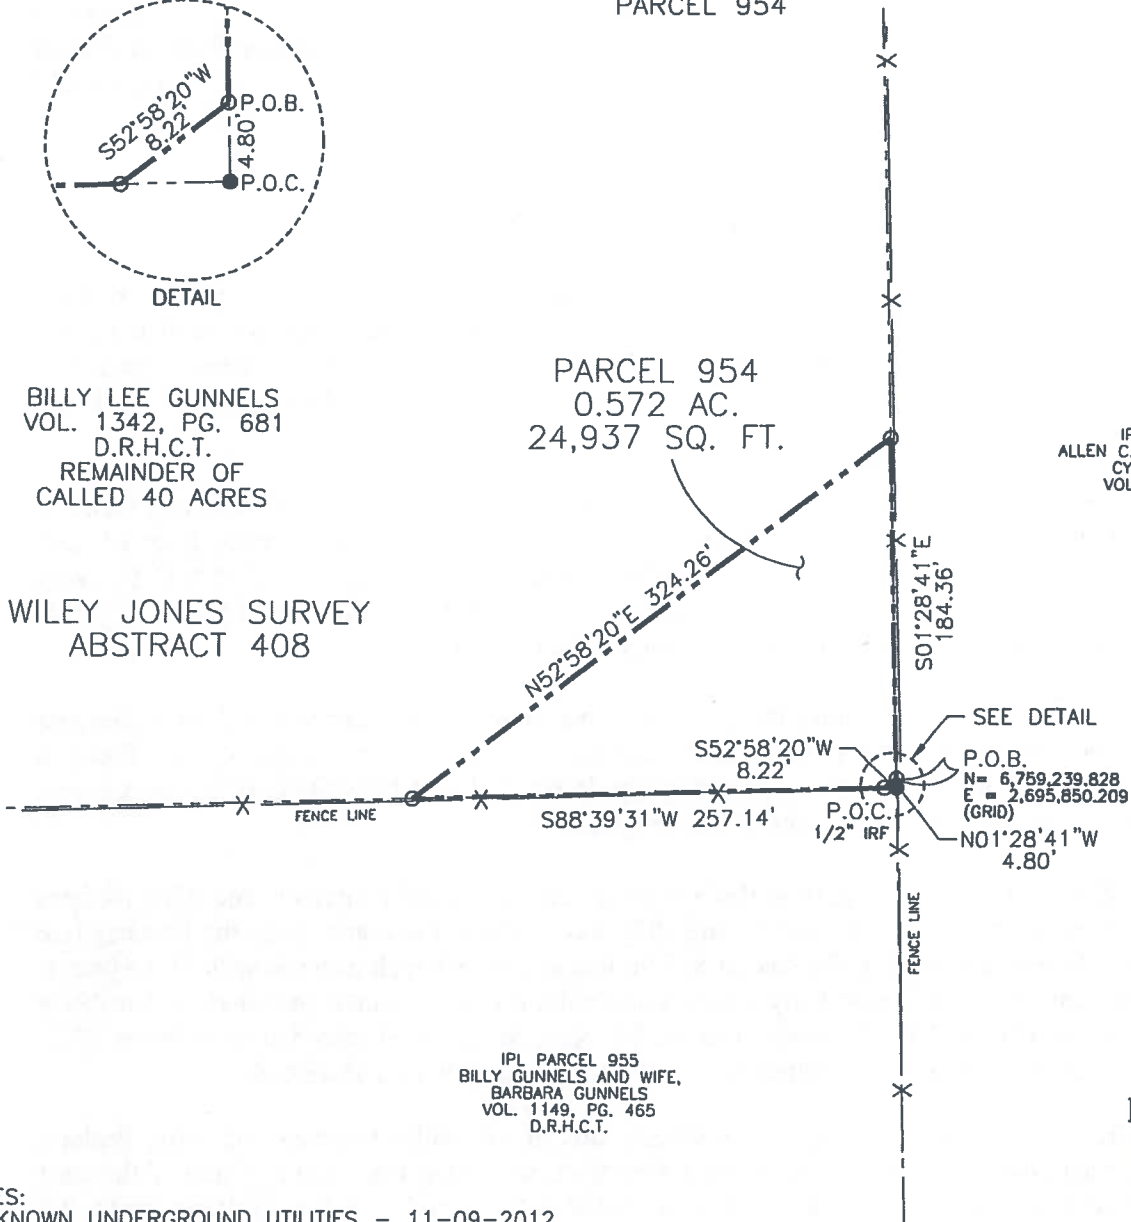 PARCEL 954
S52°58'20"W
8.22'
P.O.B.
4.80'
P.O.C.
DETAIL
BILLY LEE GUNNELS
VOL. 1342, PG. 681
D.R.H.C.T.
REMAINDER OF
CALLED 40 ACRES
PARCEL 954
0.572 AC.
24,937 SQ. FT.
ALLEN C.
WILEY JONES SURVEY
ABSTRACT 408
N52°58'20"E 324.26'
S01°28'41"E
184.36'
SEE DETAIL
S52°58'20"W
8.22'
P.O.B.
N= 6,759,239.828
E = 2,695,850.209
(GRID)
FENCE LINE
S88°39'31"W 257.14'
P.O.C.
1/2" IRF
N01°28'41"W
4.80'
FENCE LINE
IPL PARCEL 955
BILLY GUNNELS AND WIFE,
BARBARA GUNNELS
VOL. 1149, PG. 465
D.R.H.C.T.
KNOWN UNDERGROUND UTILITIES - 11-09-2012